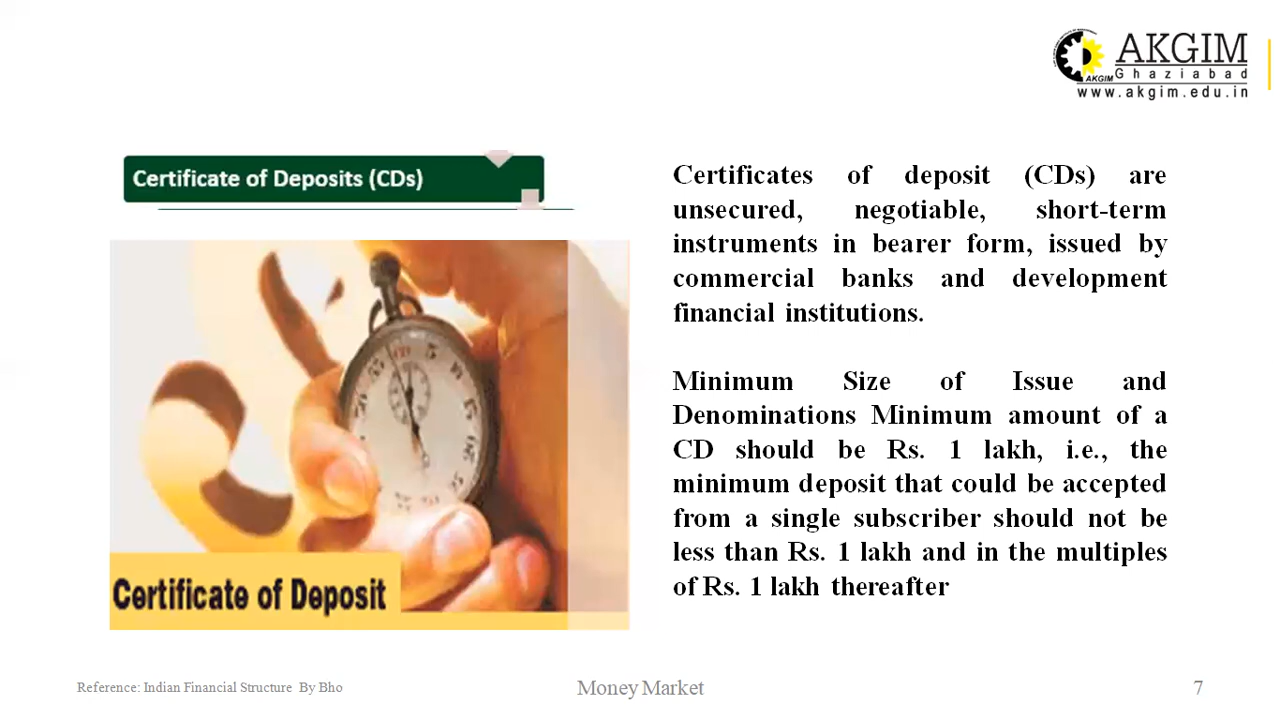 AKGIM
Ghaziabad
AKGIM
www.akgim.edu.in
Certificate of Deposits (CDs)
Certificate of Deposit
Certificates of deposit (CDs) are
unsecured, negotiable, short-term
instruments in bearer form, issued by
commercial banks and development
financial institutions.
Minimum Size of Issue and
Denominations Minimum amount of a
CD should be Rs. 1 lakh, i.e., the
minimum deposit that could be accepted
from a single subscriber should not be
less than Rs. 1 lakh and in the multiples
of Rs. 1 lakh thereafter
Reference: Indian Financial Structure By Bho
Money Market
7